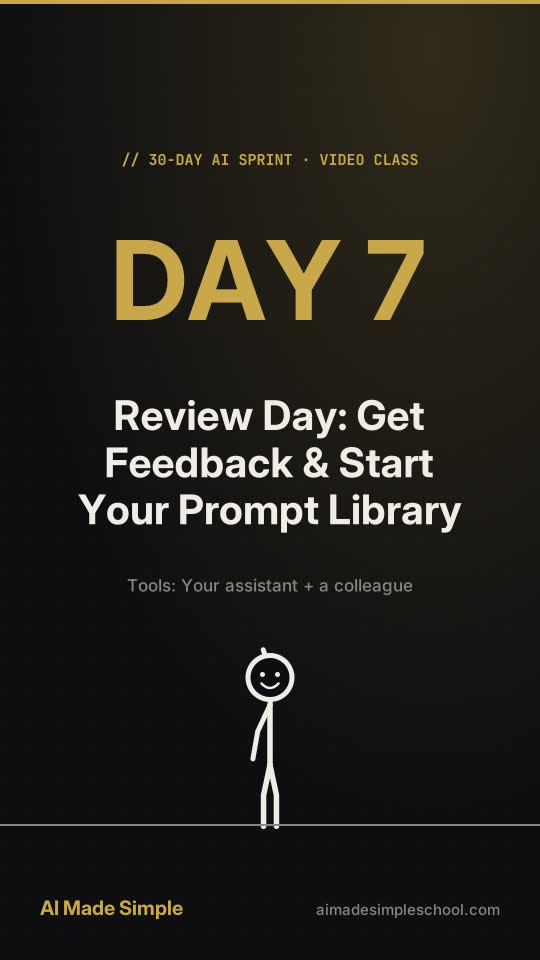 // 30-DAY AI SPRINT · VIDEO CLASS
DAY 7
Review Day: Get
Feedback & Start
Your Prompt Library
Tools: Your assistant + a colleague
AI Made Simple
aimadesimpleschool.com